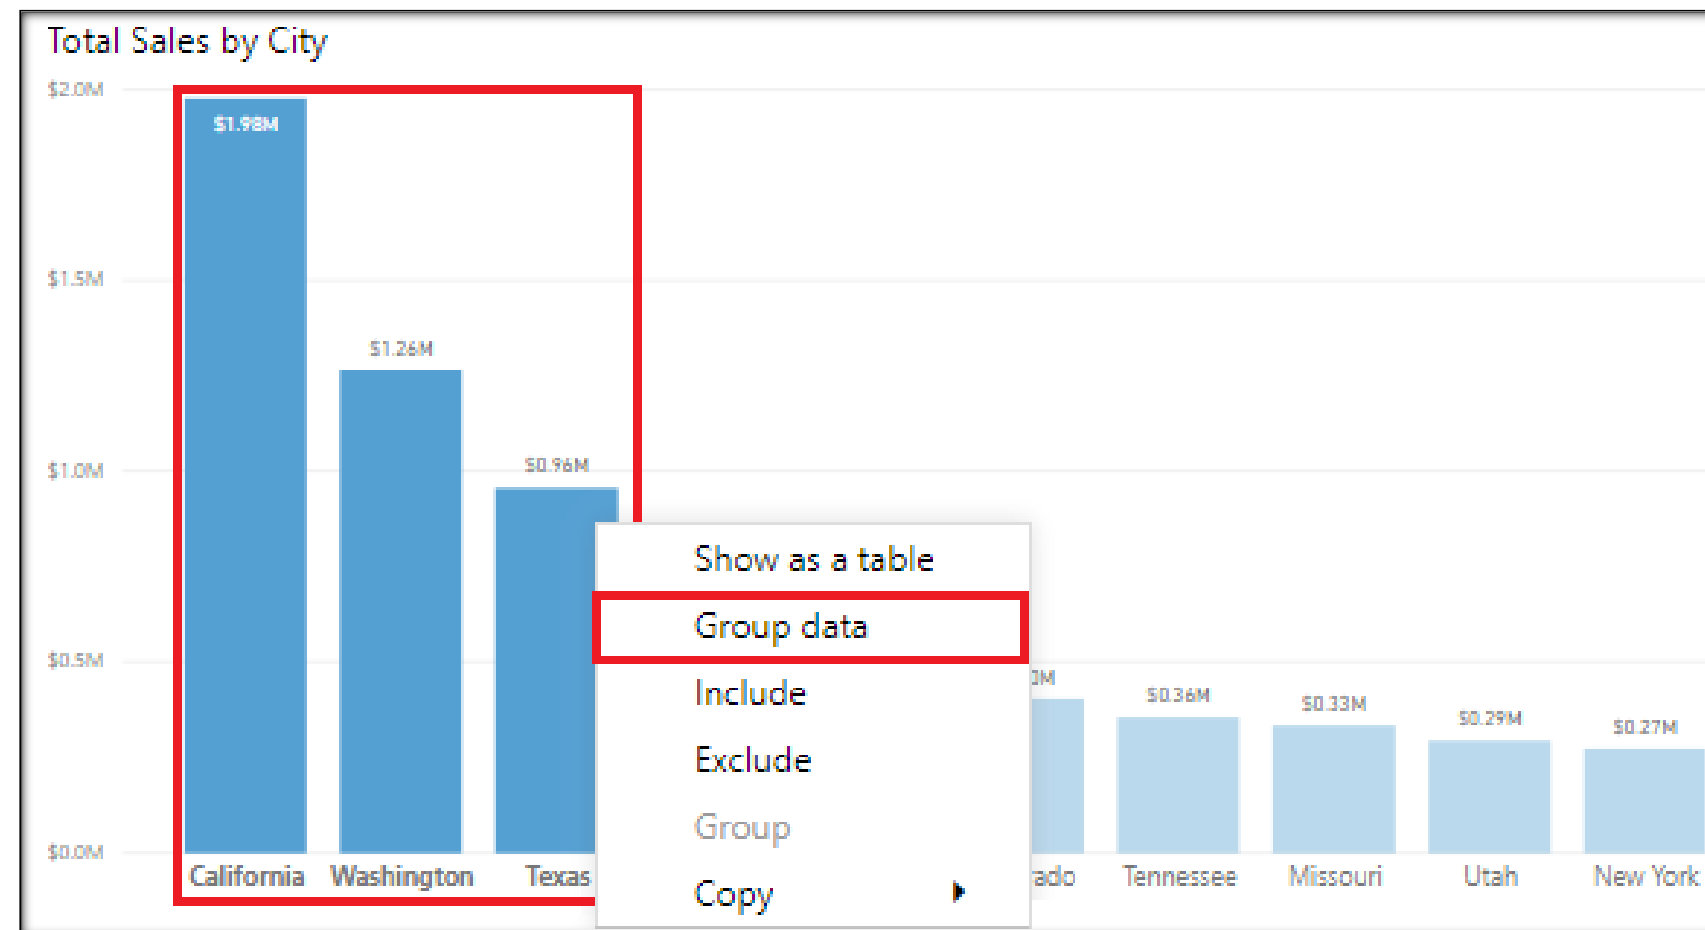 Total Sales by City
$2.0M
$1.98M
$1.5M
$1.26M
$1.0M
$0.96M
Show as a table
Group data
$0.5M
Include
0M
$0.36M
$0.33M
$0.29M
$0.27M
Exclude
Group
$0.0M
California
Washington
Texas
Copy
ado
Tennessee
Missouri
Utah
New York